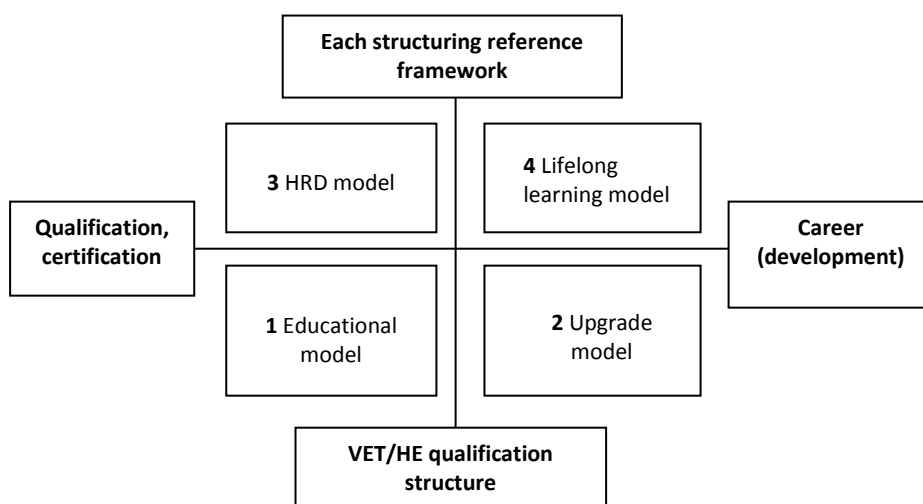 Each structuring reference
framework
3 HRD model
4 Lifelong
learning model
Qualification,
certification
Career
(development)
1 Educational
model
2 Upgrade
model
VET/HE qualification
structure